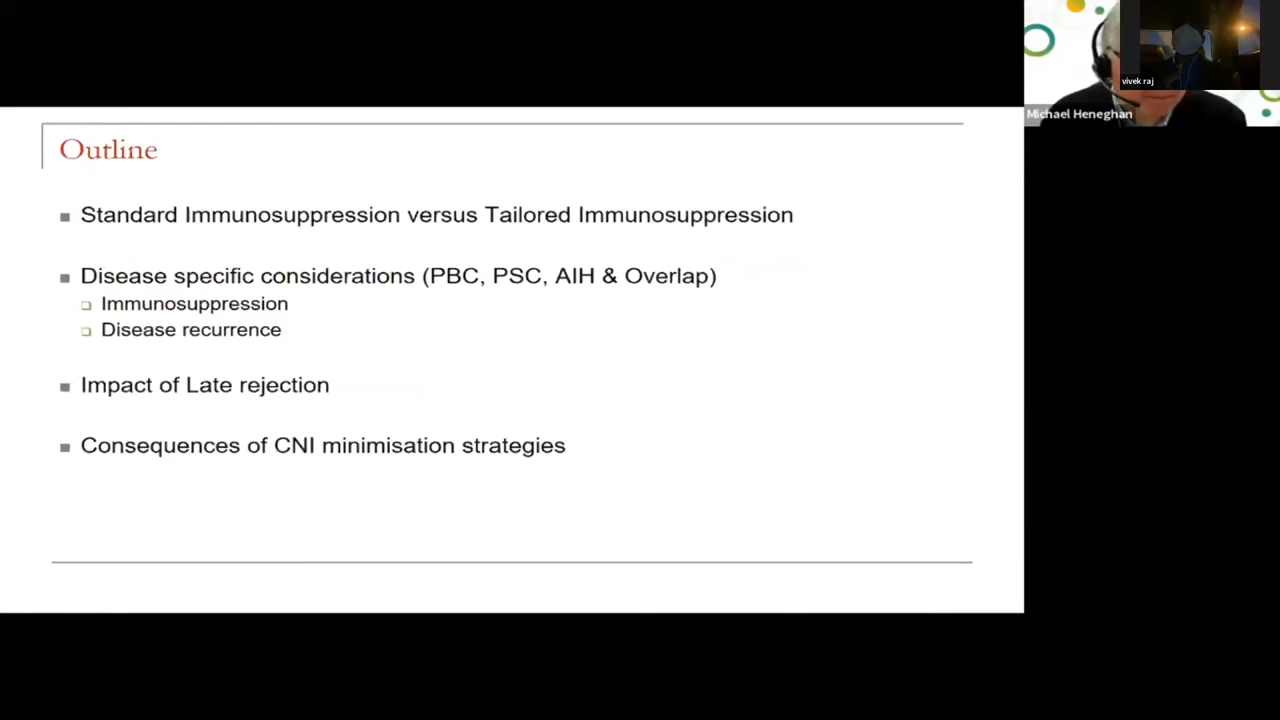 Outline
Standard Immunosuppression versus Tailored Immunosuppression
Disease specific considerations (PBC, PSC, AIH & Overlap)
Immunosuppression
Disease recurrence
Impact of Late rejection
Consequences of CNI minimisation strategies
vivek raj
Michael Heneghan